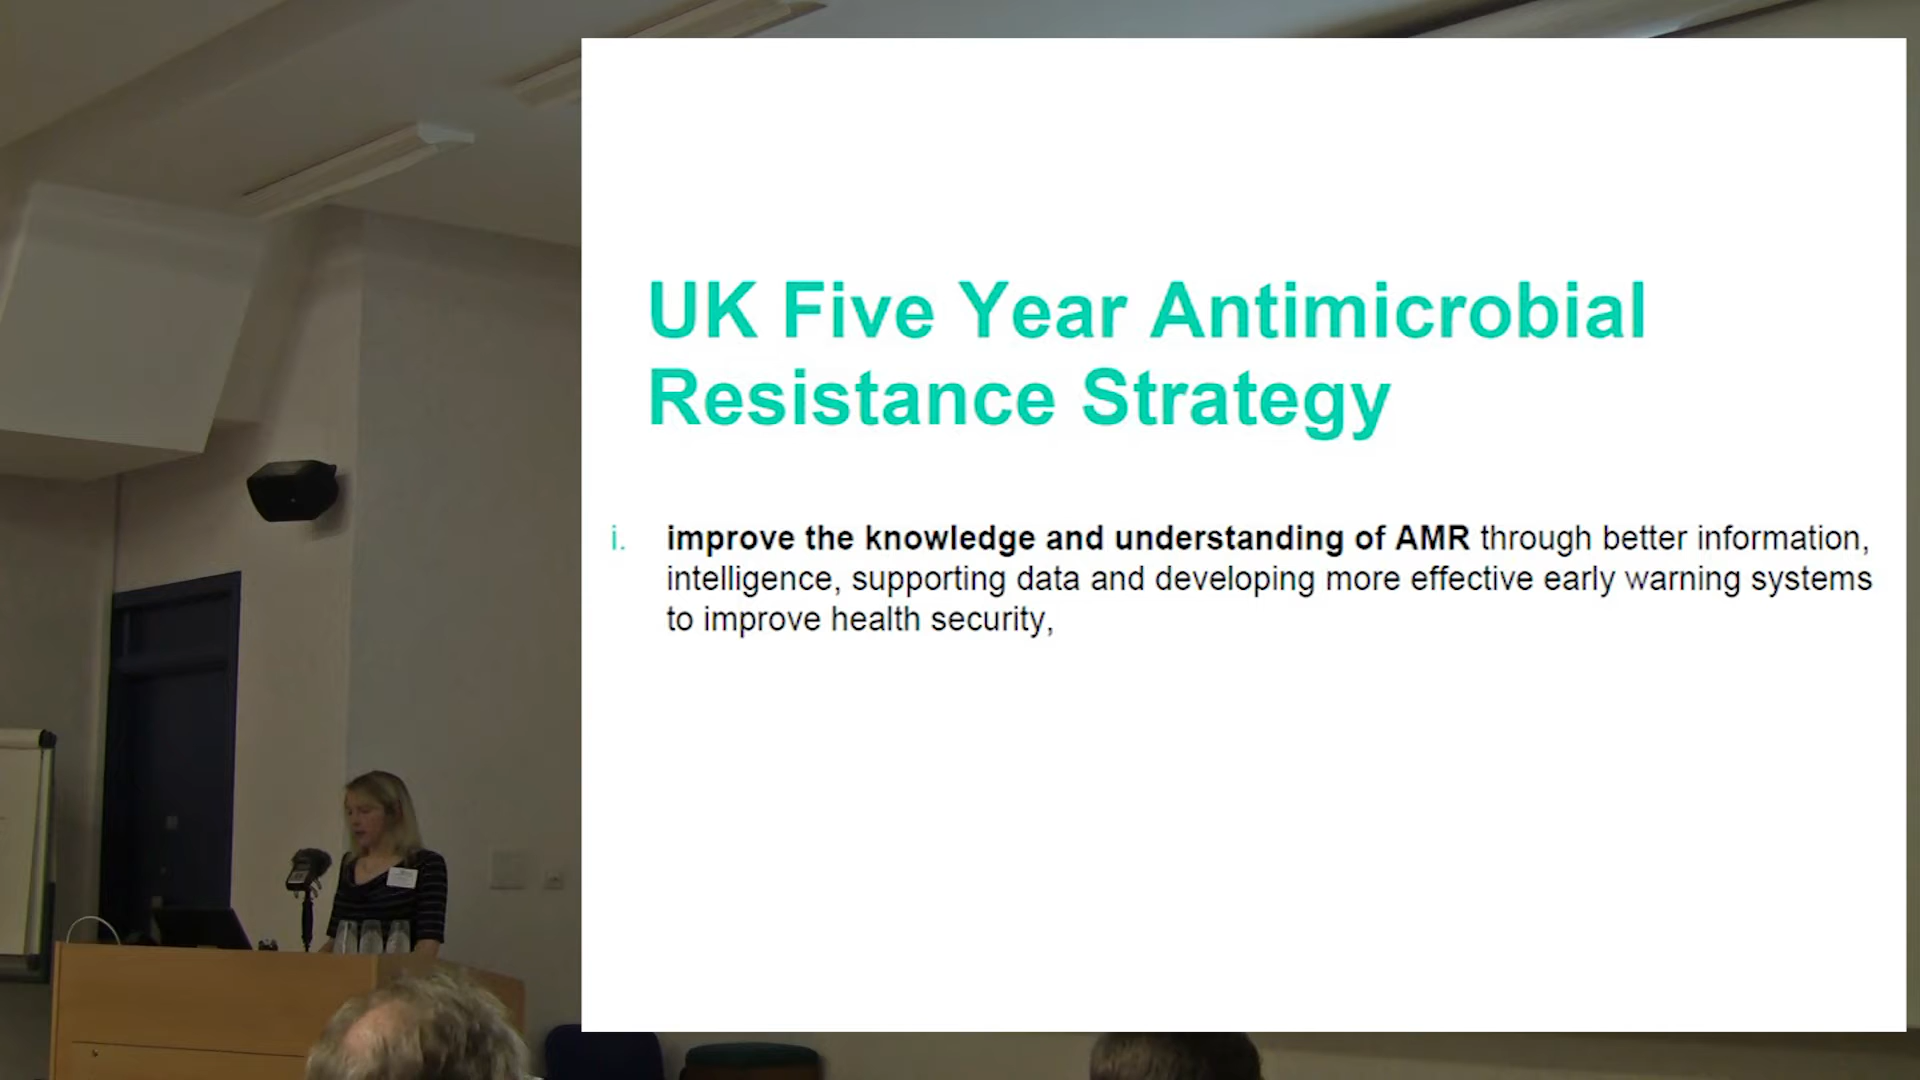 UK Five Year Antimicrobial
Resistance Strategy
i. improve the knowledge and understanding of AMR through better information,
intelligence, supporting data and developing more effective early warning systems
to improve health security,